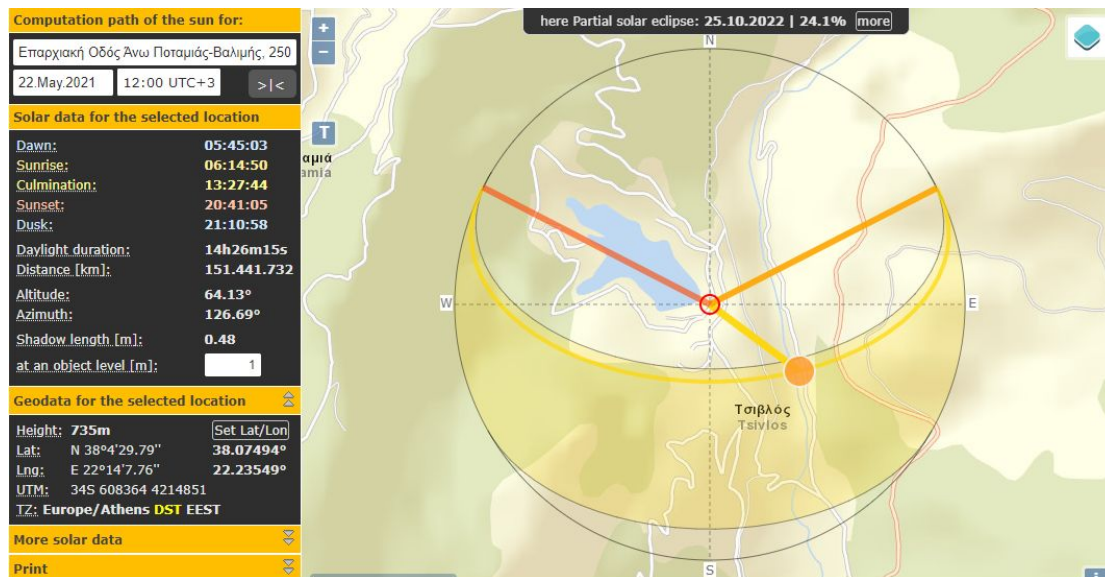 Computation path of the sun for:
Επαρχιακή Οδός Άνω Ποταμιάς-Βαλιμής, 250
22.May.2021 12:00 UTC+3 >|<
Solar data for the selected location
Dawn: 05:45:03
Sunrise: 06:14:50
Culmination: 13:27:44
Sunset: 20:41:05
Dusk: 21:10:58
Daylight duration: 14h26m15s
Distance [km]: 151.441.732
Altitude: 64.13°
Azimuth: 126.69°
Shadow length [m]: 0.48
at an object level [m]: 1
Geodata for the selected location
Height: 735m Set Lat/Lon
Lat: N 38°4'29.79" 38.07494°
Lng: E 22°14'7.76" 22.23549°
UTM: 34S 608364 4214851
TZ: Europe/Athens DST EEST
More solar data
Print
+
−
T
here Partial solar eclipse: 25.10.2022 | 24.1% more
N
αμιά
amia
W
E
Τσιβλός
Tsivlos
S
i